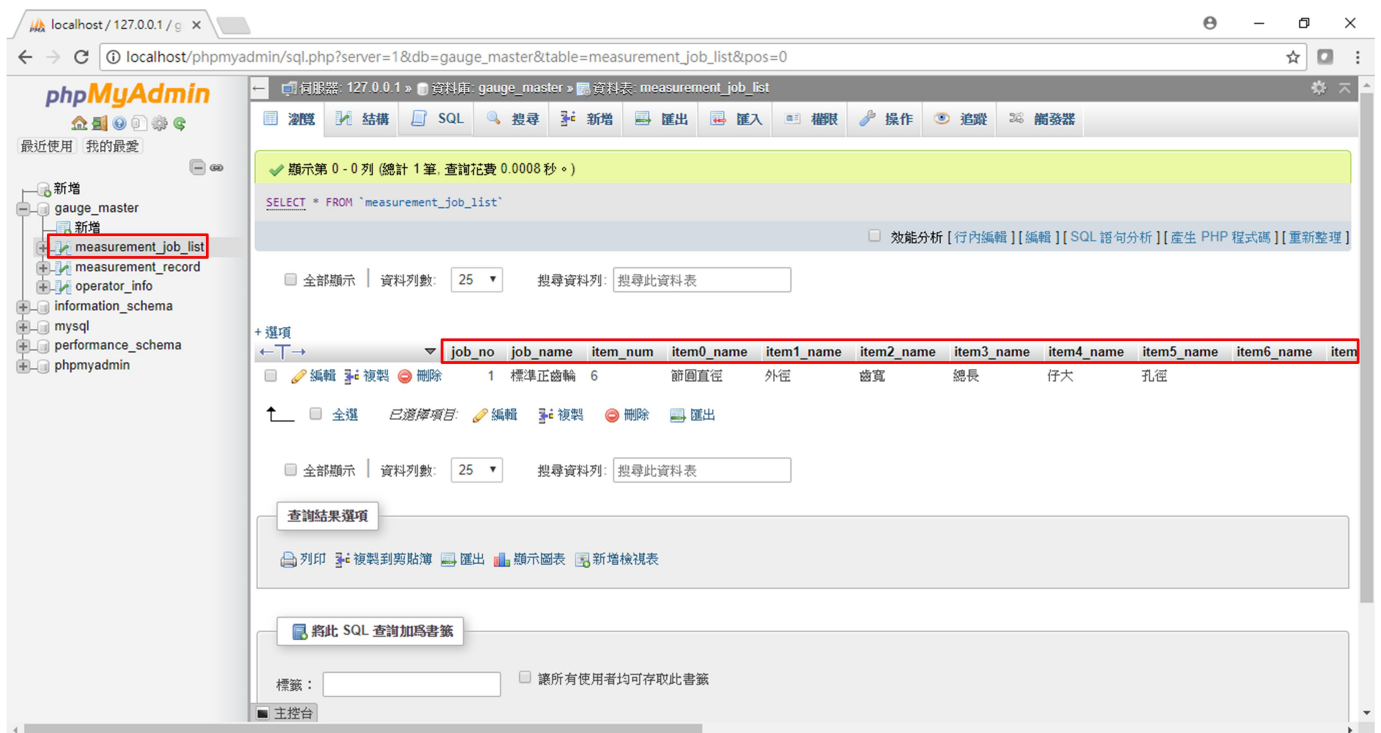 localhost / 127.0.0.1 / g
localhost/phpmyadmin/sql.php?server=1&db=gauge_master&table=measurement_job_list&pos=0
phpMyAdmin
最近使用 我的最愛
新增
gauge_master
新增
measurement_job_list
measurement_record
operator_info
information_schema
mysql
performance_schema
phpmyadmin
伺服器: 127.0.0.1 » 資料庫: gauge_master » 資料表: measurement_job_list
瀏覽 結構 SQL 搜尋 新增 匯出 匯入 權限 操作 追蹤 觸發器
顯示第 0 - 0 列 (總計 1 筆, 查詢花費 0.0008 秒。)
SELECT * FROM `measurement_job_list`
效能分析 [ 行內編輯 ] [ 編輯 ] [ SQL 語句分析 ] [ 產生 PHP 程式碼 ] [ 重新整理 ]
全部顯示 | 資料列數: 25 搜尋資料列: 搜尋此資料表
+ 選項
←T→ job_no job_name item_num item0_name item1_name item2_name item3_name item4_name item5_name item6_name item
編輯 複製 刪除 1 標準正齒輪 6 節圓直徑 外徑 齒寬 總長 仔大 孔徑
全選 已選擇項目: 編輯 複製 刪除 匯出
全部顯示 | 資料列數: 25 搜尋資料列: 搜尋此資料表
查詢結果選項
列印 複製到剪貼簿 匯出 顯示圖表 新增檢視表
將此 SQL 查詢加為書籤
標籤： 讓所有使用者均可存取此書籤
主控台